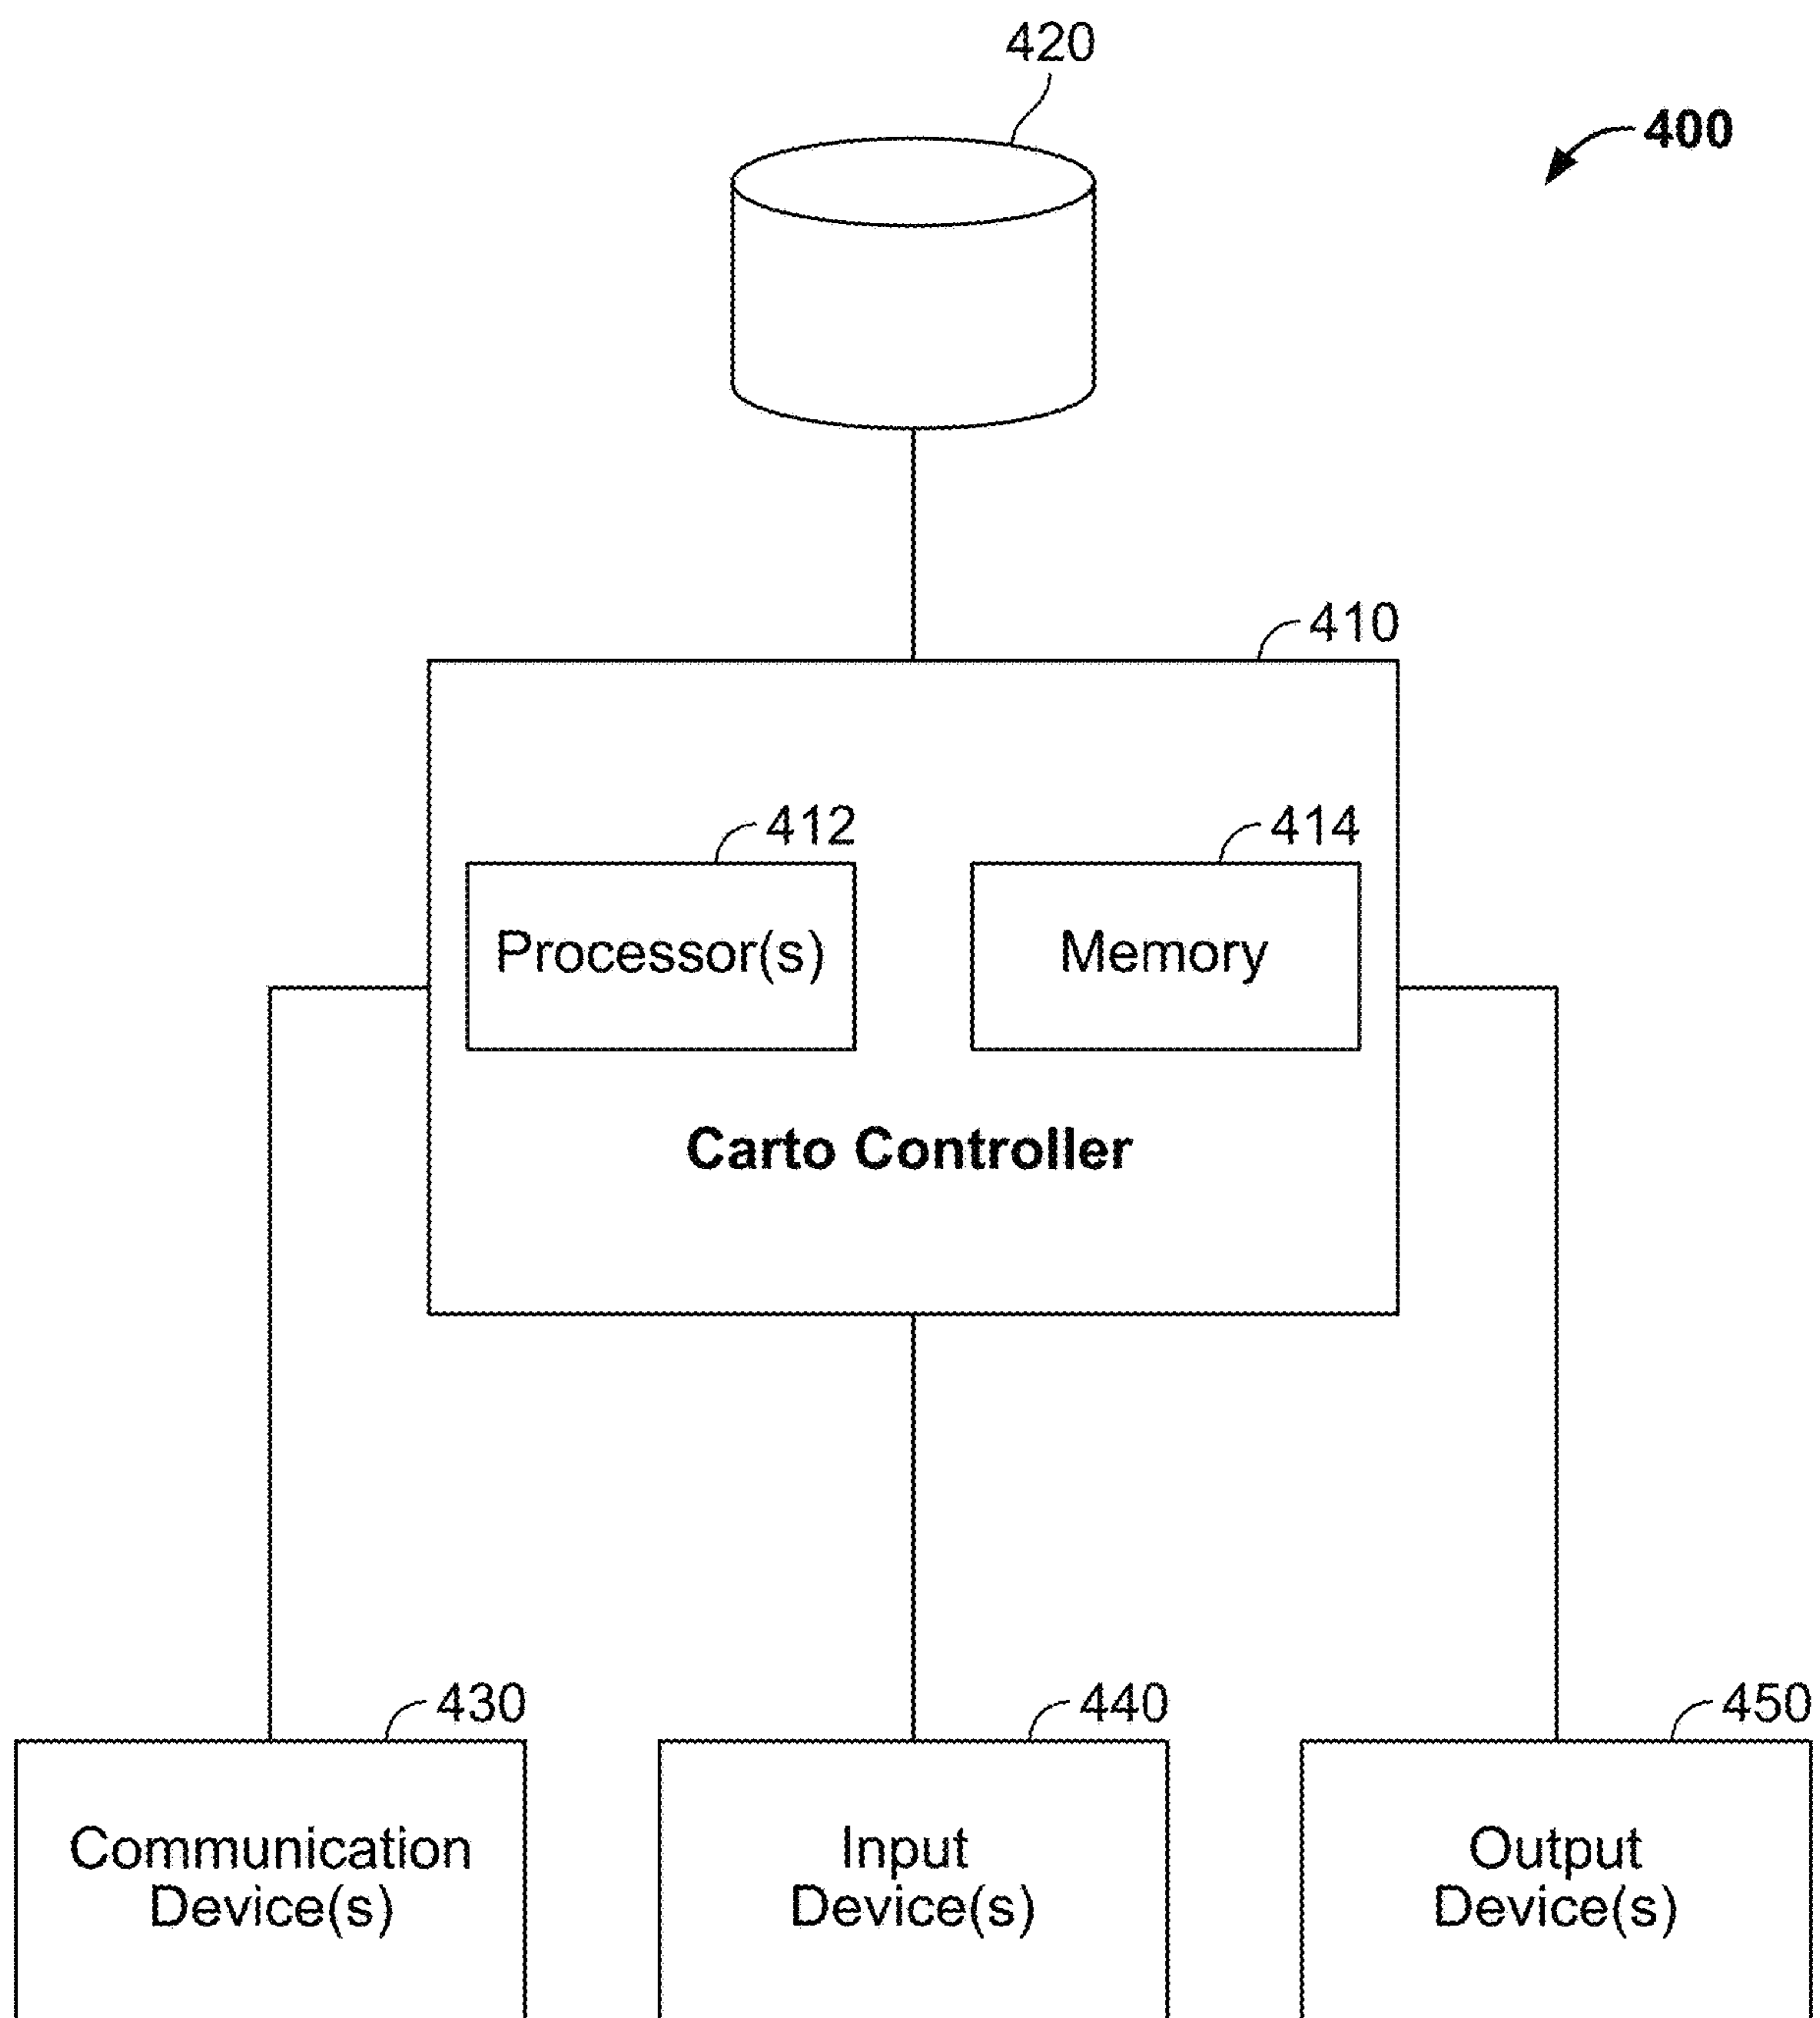 420
400
410
412
414
Processor(s)
Memory
Carto Controller
430
440
450
Communication
Device(s)
Input
Device(s)
Output
Device(s)